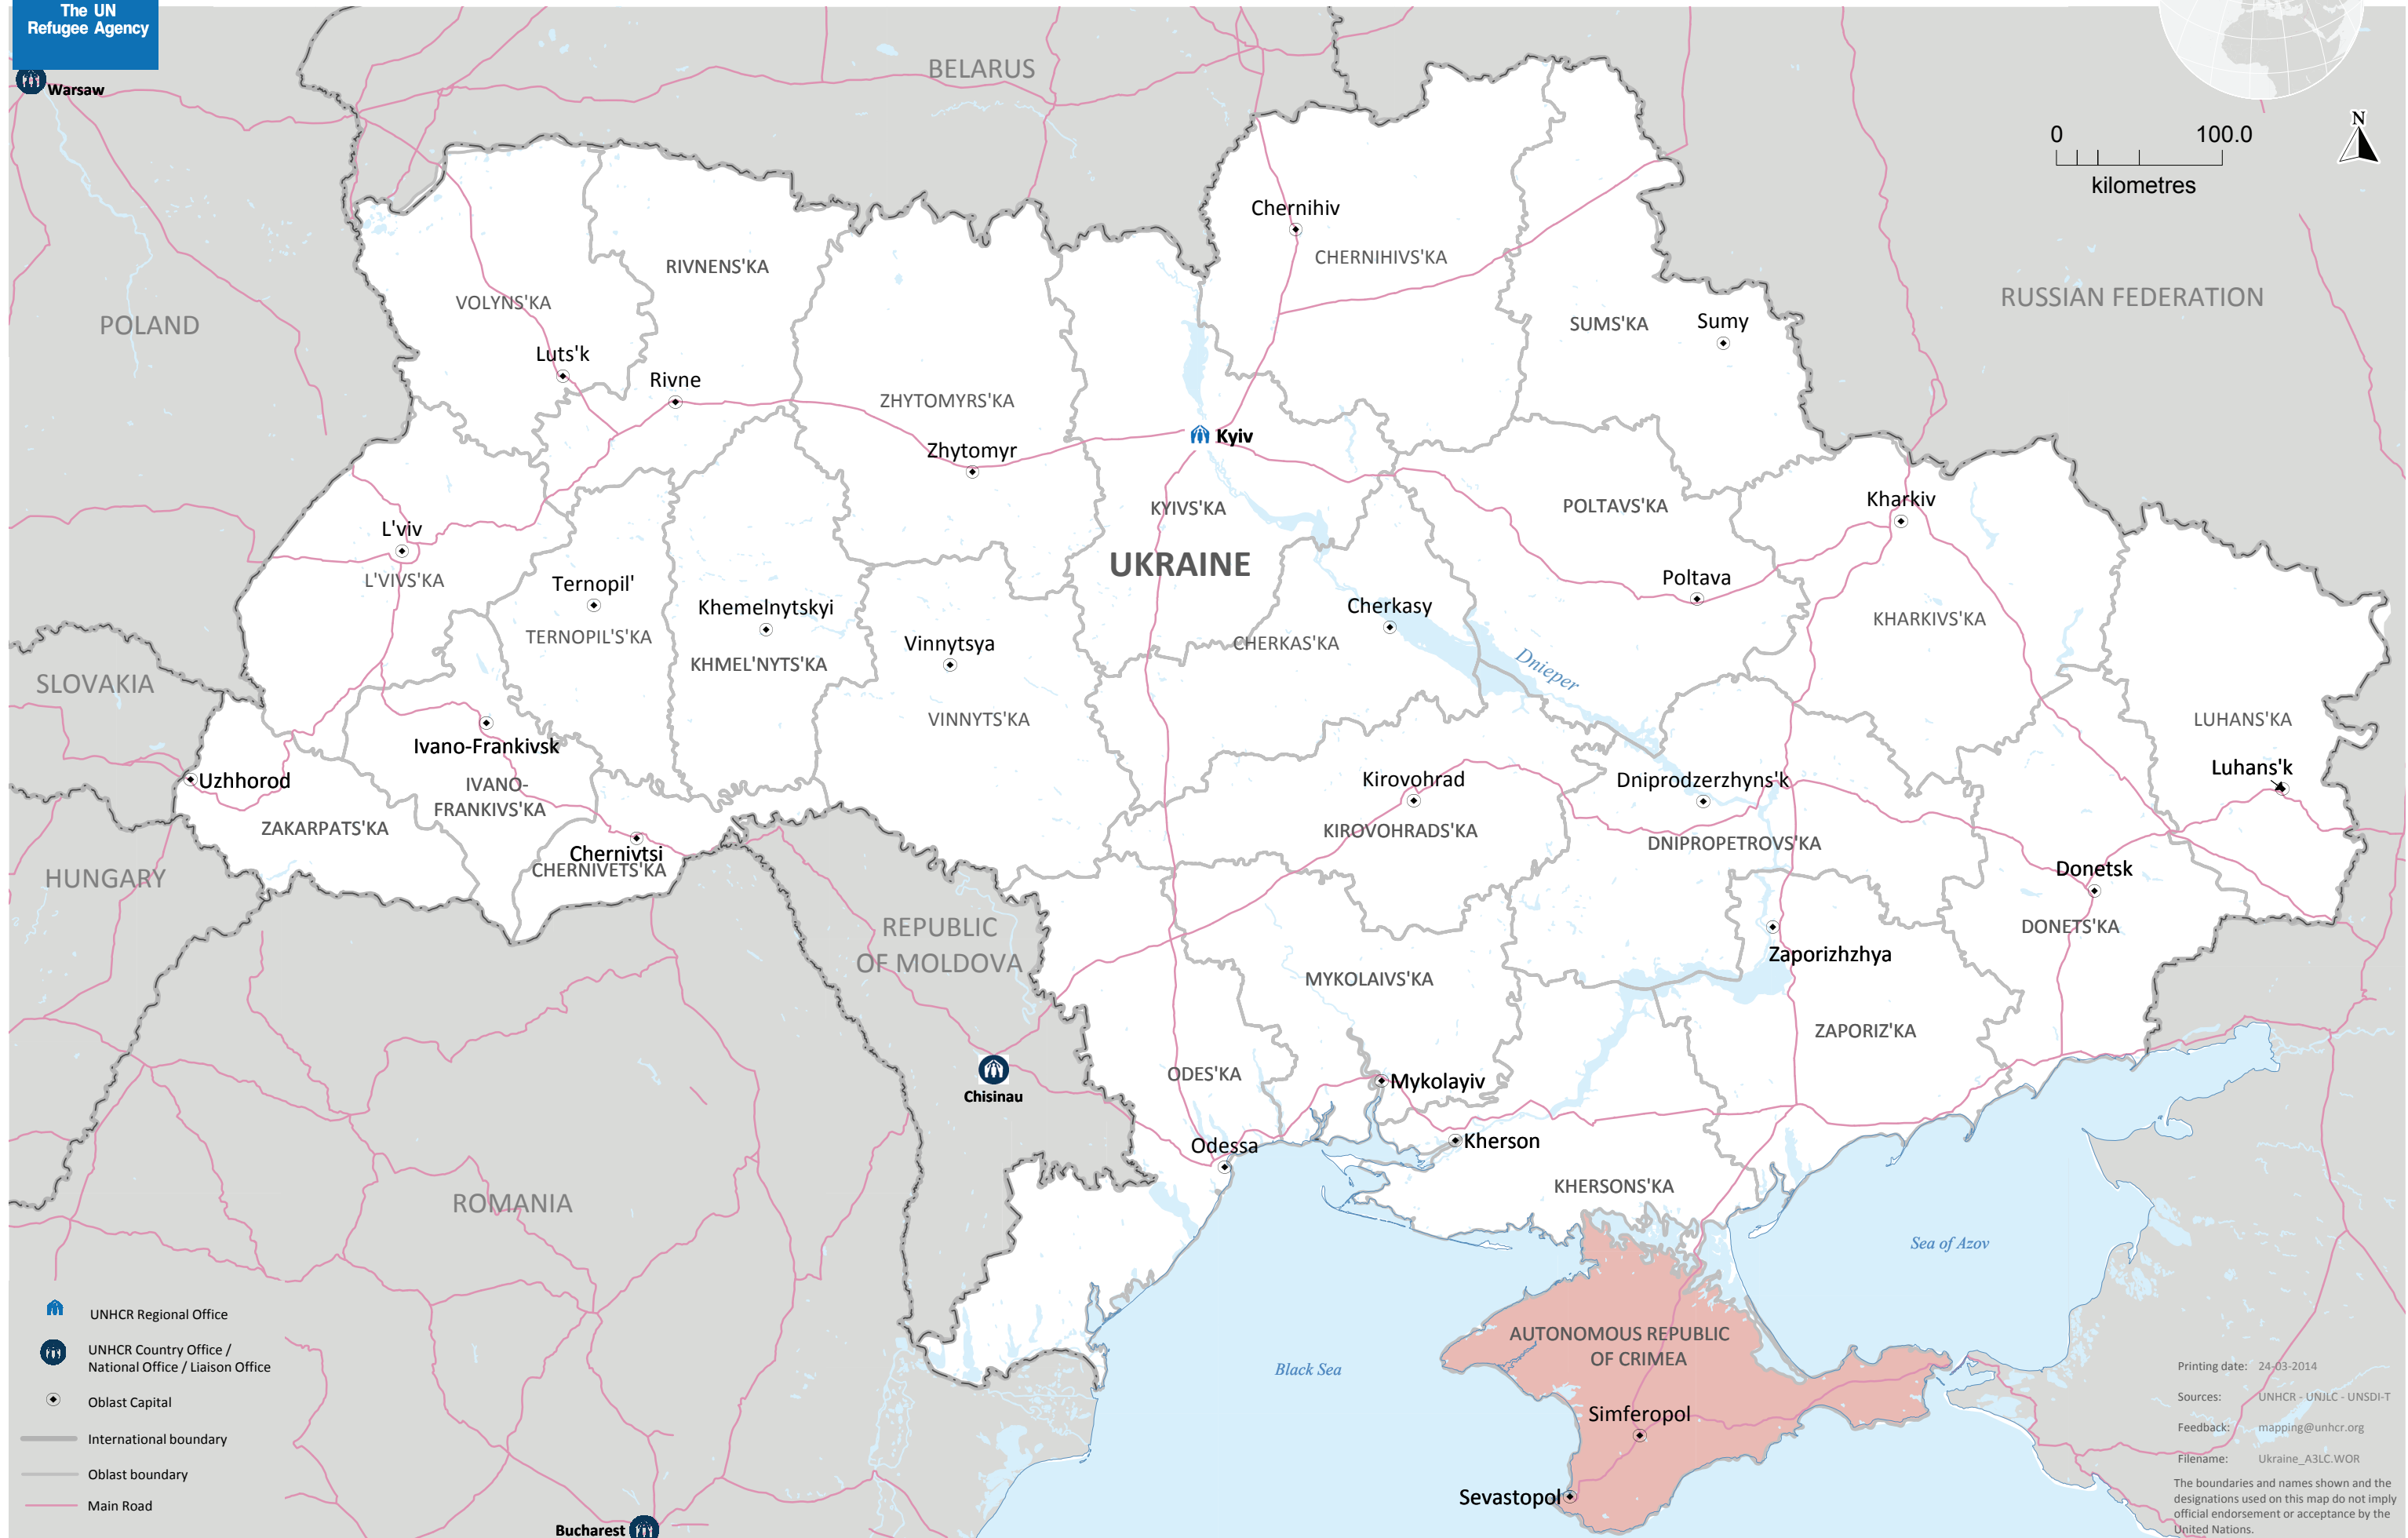 The UN
Refugee Agency
Warsaw
BELARUS
N
0 100.0
kilometres
Chernihiv
CHERNIHIVS'KA
RIVNENS'KA
VOLYNS'KA
POLAND
RUSSIAN FEDERATION
SUMS'KA
Sumy
Luts'k
Rivne
ZHYTOMYRS'KA
Zhytomyr
Kyiv
KYIVS'KA
POLTAVS'KA
Kharkiv
L'viv
L'VIVS'KA
UKRAINE
Ternopil'
TERNOPIL'S'KA
Khemelnytskyi
KHMEL'NYTS'KA
Vinnytsya
VINNYTS'KA
Cherkasy
CHERKAS'KA
Poltava
KHARKIVS'KA
Dnieper
SLOVAKIA
LUHANS'KA
Luhans'k
Ivano-Frankivsk
IVANO-
FRANKIVS'KA
Uzhhorod
ZAKARPATS'KA
Kirovohrad
KIROVOHRADS'KA
Dniprodzerzhyns'k
DNIPROPETROVS'KA
Chernivtsi
CHERNIVETS'KA
HUNGARY
Donetsk
DONETS'KA
REPUBLIC
OF MOLDOVA
Zaporizhzhya
MYKOLAIVS'KA
ZAPORIZ'KA
ODES'KA
Mykolayiv
Chisinau
Odessa
Kherson
KHERSONS'KA
ROMANIA
Sea of Azov
AUTONOMOUS REPUBLIC
OF CRIMEA
Black Sea
Simferopol
Sevastopol
Bucharest
UNHCR Regional Office
UNHCR Country Office /
National Office / Liaison Office
Oblast Capital
International boundary
Oblast boundary
Main Road
Printing date: 24-03-2014
Sources: UNHCR - UNJLC - UNSDI-T
Feedback: mapping@unhcr.org
Filename: Ukraine_A3LC.WOR
The boundaries and names shown and the
designations used on this map do not imply
official endorsement or acceptance by the
United Nations.